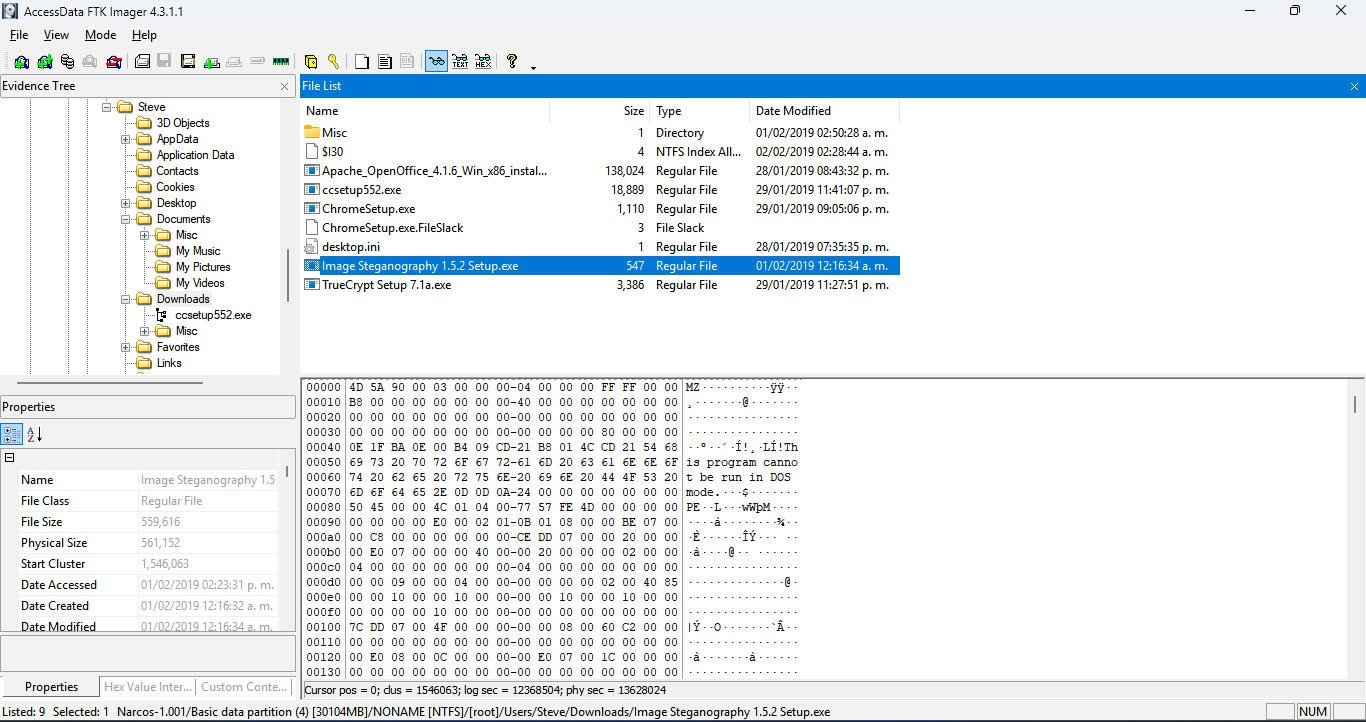 AccessData FTK Imager 4.3.1.1
File View Mode Help
Evidence Tree
Steve
3D Objects
AppData
Application Data
Contacts
Cookies
Desktop
Documents
Misc
My Music
My Pictures
My Videos
Downloads
ccsetup552.exe
Misc
Favorites
Links
File List
Name Size Type Date Modified
Misc 1 Directory 01/02/2019 02:50:28 a. m.
$I30 4 NTFS Index All... 02/02/2019 02:28:44 a. m.
Apache_OpenOffice_4.1.6_Win_x86_instal... 138,024 Regular File 28/01/2019 08:43:32 p. m.
ccsetup552.exe 18,889 Regular File 29/01/2019 11:41:07 p. m.
ChromeSetup.exe 1,110 Regular File 29/01/2019 09:05:06 p. m.
ChromeSetup.exe.FileSlack 3 File Slack
desktop.ini 1 Regular File 28/01/2019 07:35:35 p. m.
Image Steganography 1.5.2 Setup.exe 547 Regular File 01/02/2019 12:16:34 a. m.
TrueCrypt Setup 7.1a.exe 3,386 Regular File 29/01/2019 11:27:51 p. m.
Properties
Name Image Steganography 1.5
File Class Regular File
File Size 559,616
Physical Size 561,152
Start Cluster 1,546,063
Date Accessed 01/02/2019 02:23:31 p. m.
Date Created 01/02/2019 12:16:32 a. m.
Date Modified 01/02/2019 12:16:34 a. m.
Properties Hex Value Inter... Custom Conte...
00000 4D 5A 90 00 03 00 00 00-04 00 00 00 FF FF 00 00 MZ··········ÿÿ··
00010 B8 00 00 00 00 00 00 00-40 00 00 00 00 00 00 00 ¸·······@·······
00020 00 00 00 00 00 00 00 00-00 00 00 00 00 00 00 00 ················
00030 00 00 00 00 00 00 00 00-00 00 00 00 80 00 00 00 ················
00040 0E 1F BA 0E 00 B4 09 CD-21 B8 01 4C CD 21 54 68 ··º··´·Í!¸·LÍ!Th
00050 69 73 20 70 72 6F 67 72-61 6D 20 63 61 6E 6E 6F is program canno
00060 74 20 62 65 20 72 75 6E-20 69 6E 20 44 4F 53 20 t be run in DOS
00070 6D 6F 64 65 2E 0D 0D 0A-24 00 00 00 00 00 00 00 mode.···$·······
00080 50 45 00 00 4C 01 04 00-77 57 FE 4D 00 00 00 00 PE··L···wWþM····
00090 00 00 00 00 E0 00 02 01-0B 01 08 00 00 BE 07 00 ····à········¾··
000a0 00 C8 00 00 00 00 00 00-CE DD 07 00 00 20 00 00 ·È······ÎÝ··· ··
000b0 00 E0 07 00 00 00 40 00-00 20 00 00 00 02 00 00 ·à····@·· ······
000c0 04 00 00 00 00 00 00 00-04 00 00 00 00 00 00 00 ················
000d0 00 00 09 00 00 04 00 00-00 00 00 00 02 00 40 85 ··············@·
000e0 00 00 10 00 00 10 00 00-00 00 10 00 00 10 00 00 ················
000f0 00 00 00 00 10 00 00 00-00 00 00 00 00 00 00 00 ················
00100 7C DD 07 00 4F 00 00 00-00 00 08 00 60 C2 00 00 |Ý··O·······`Â··
00110 00 00 00 00 00 00 00 00-00 00 00 00 00 00 00 00 ················
00120 00 E0 08 00 0C 00 00 00-00 E0 07 00 1C 00 00 00 ·à·······à······
00130 00 00 00 00 00 00 00 00-00 00 00 00 00 00 00 00 ················
Cursor pos = 0; clus = 1546063; log sec = 12368504; phy sec = 13628024
Listed: 9 Selected: 1 Narcos-1.001/Basic data partition (4) [30104MB]/NONAME [NTFS]/[root]/Users/Steve/Downloads/Image Steganography 1.5.2 Setup.exe NUM